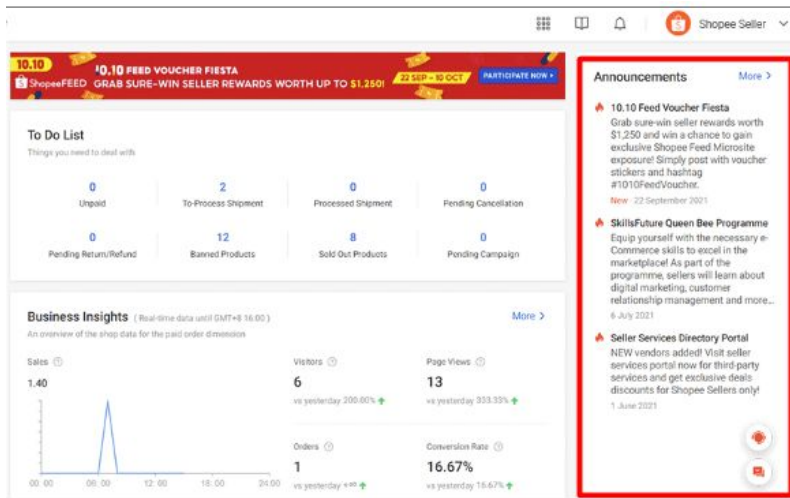 Shopee Seller
10.10
10.10 FEED VOUCHER FIESTA
ShopeeFEED GRAB SURE-WIN SELLER REWARDS WORTH UP TO $1,250!
22 SEP - 10 OCT
PARTICIPATE NOW
To Do List
Things you need to deal with
0 2 0 0
Unpaid To-Process Shipment Processed Shipment Pending Cancellation
0 12 8 0
Pending Return/Refund Banned Products Sold Out Products Pending Campaign
Business Insights ( Real-time data until GMT+8 16:00 ) More >
An overview of the shop data for the paid order dimension
Sales Visitors Page Views
1.40 6 13
vs yesterday 200.00% vs yesterday 333.33%
Orders Conversion Rate
1 16.67%
vs yesterday vs yesterday 16.67%
00:00 06:00 12:00 18:00 24:00
Announcements More >
10.10 Feed Voucher Fiesta
Grab sure-win seller rewards worth
$1,250 and win a chance to gain
exclusive Shopee Feed Microsite
exposure! Simply post with voucher
stickers and hashtag
#1010FeedVoucher.
New 22 September 2021
SkillsFuture Queen Bee Programme
Equip yourself with the necessary e-
Commerce skills to excel in the
marketplace! As part of the
programme, sellers will learn about
digital marketing, customer
relationship management and more...
6 July 2021
Seller Services Directory Portal
NEW vendors added! Visit seller
services portal now for third-party
services and get exclusive deals
discounts for Shopee Sellers only!
1 June 2021